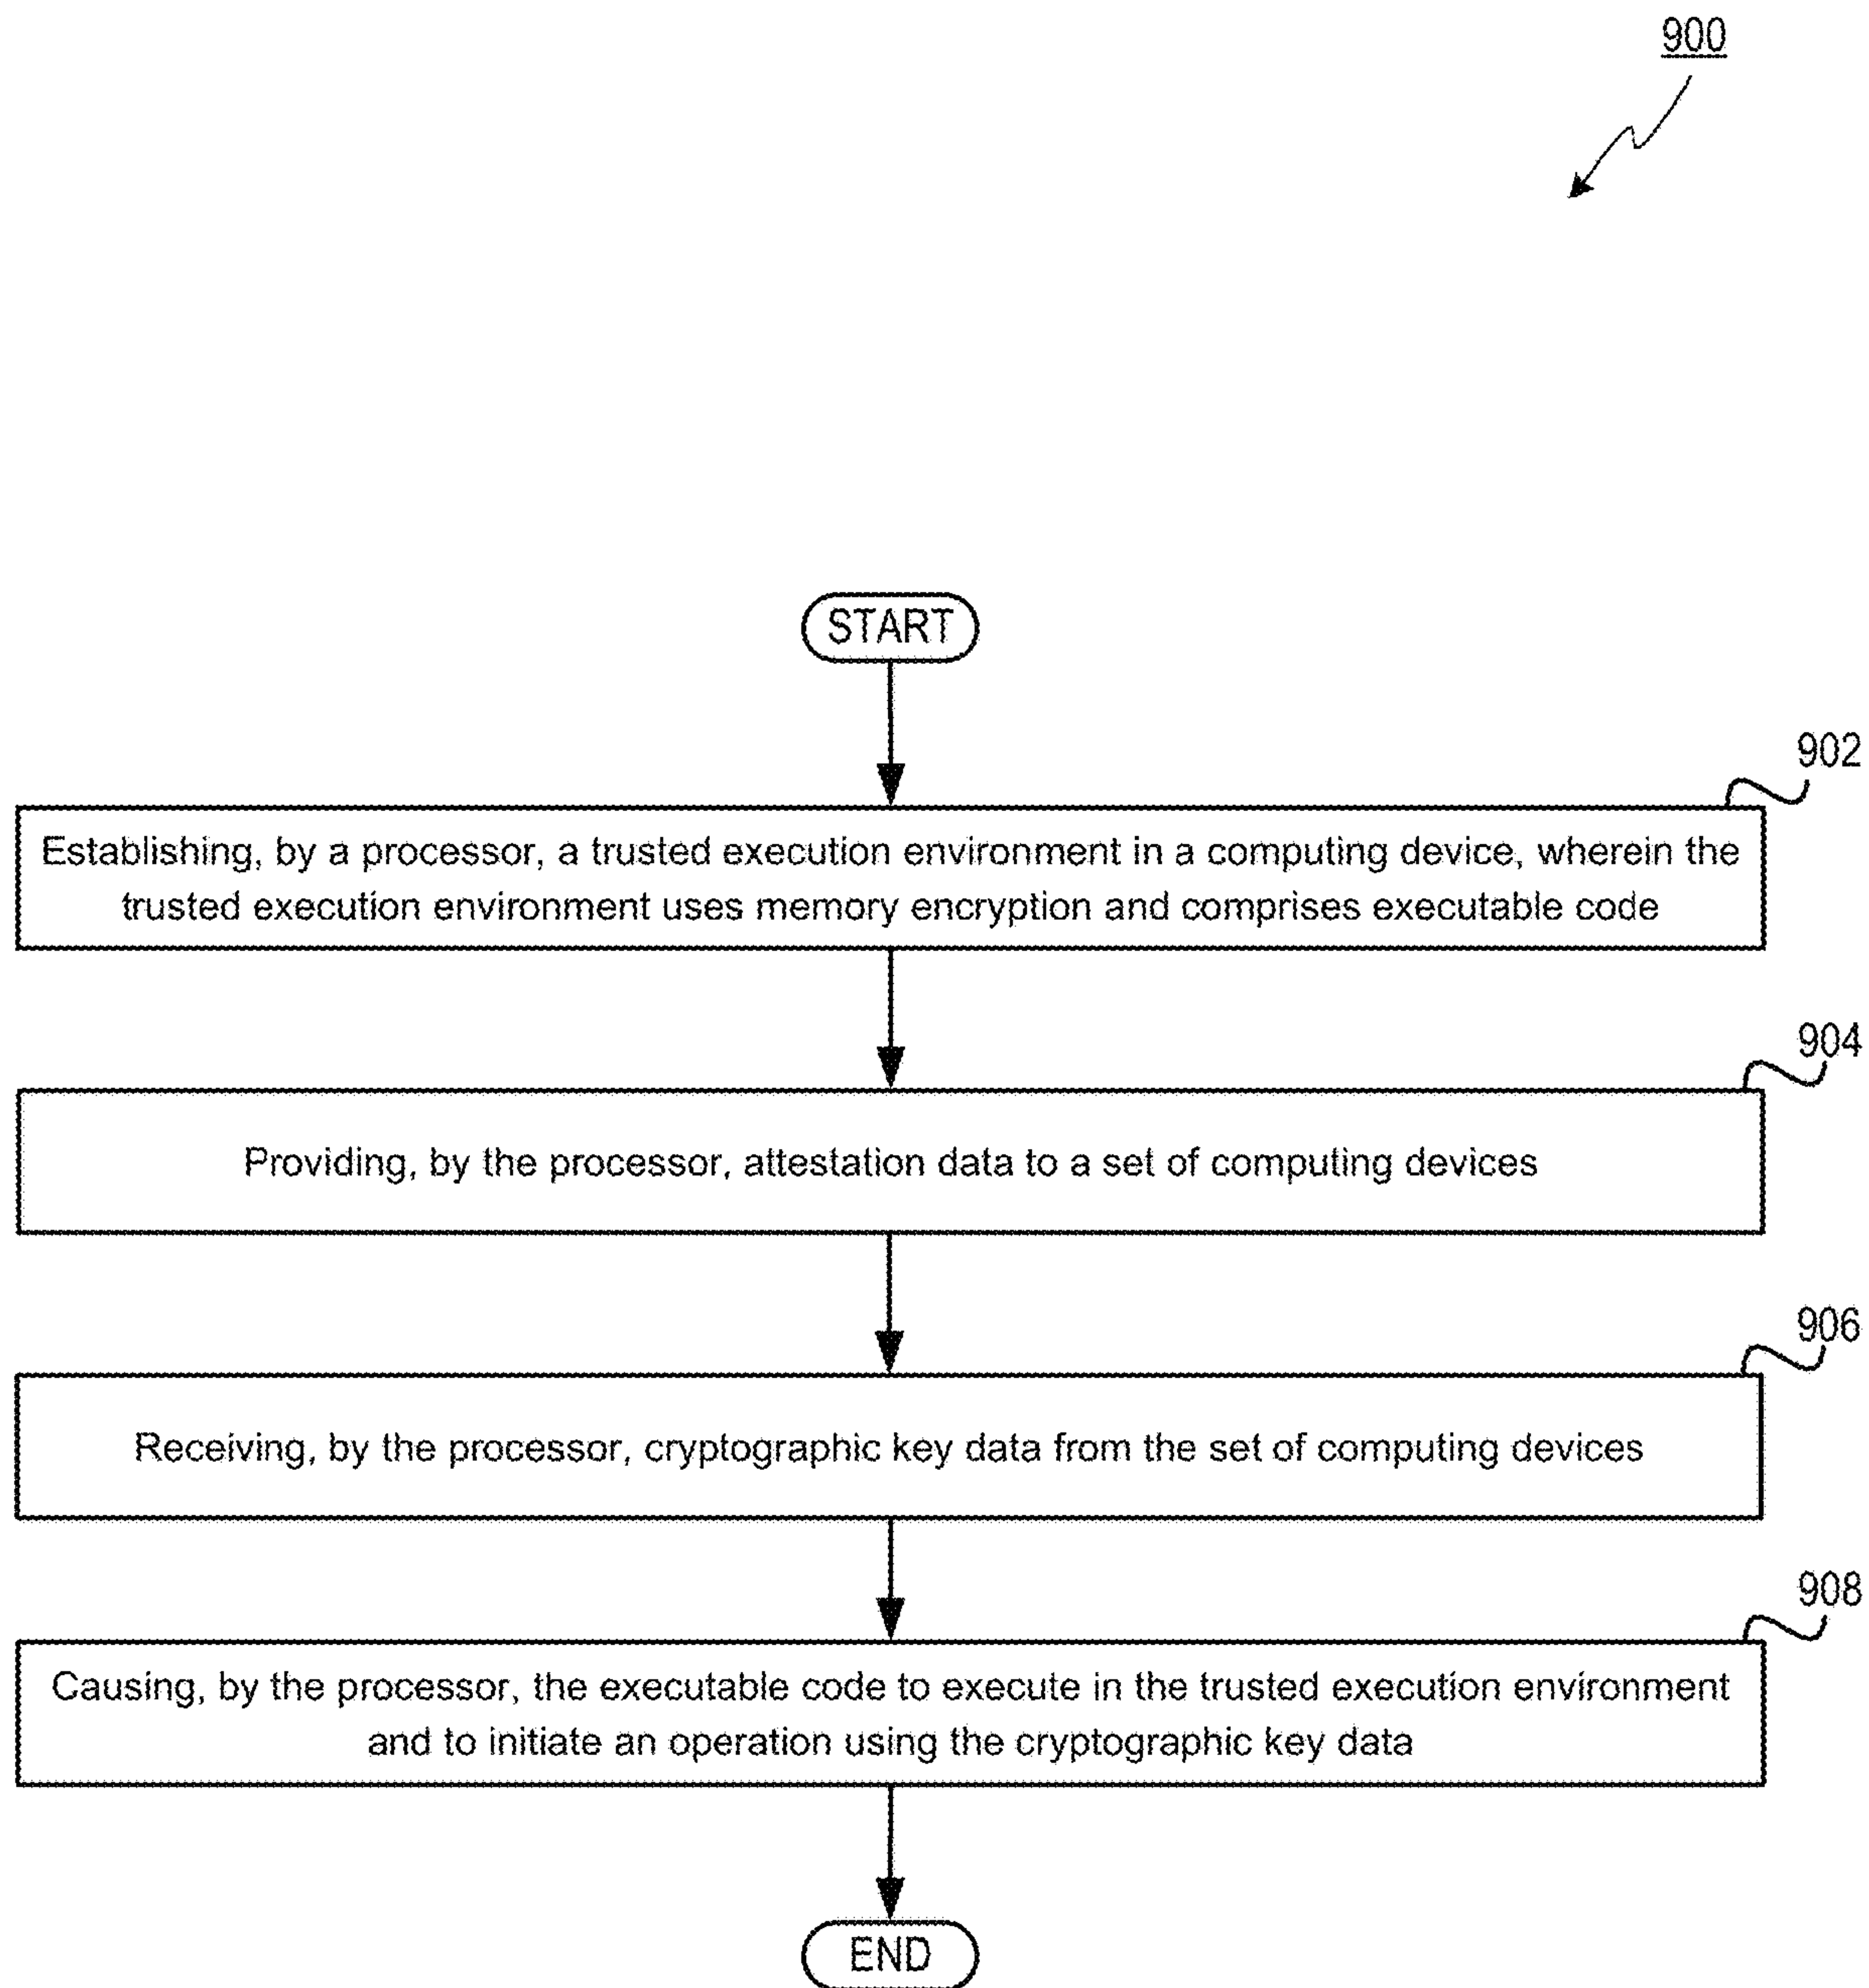 900
START
902
Establishing, by a processor, a trusted execution environment in a computing device, wherein the
trusted execution environment uses memory encryption and comprises executable code
904
Providing, by the processor, attestation data to a set of computing devices
906
Receiving, by the processor, cryptographic key data from the set of computing devices
908
Causing, by the processor, the executable code to execute in the trusted execution environment
and to initiate an operation using the cryptographic key data
END